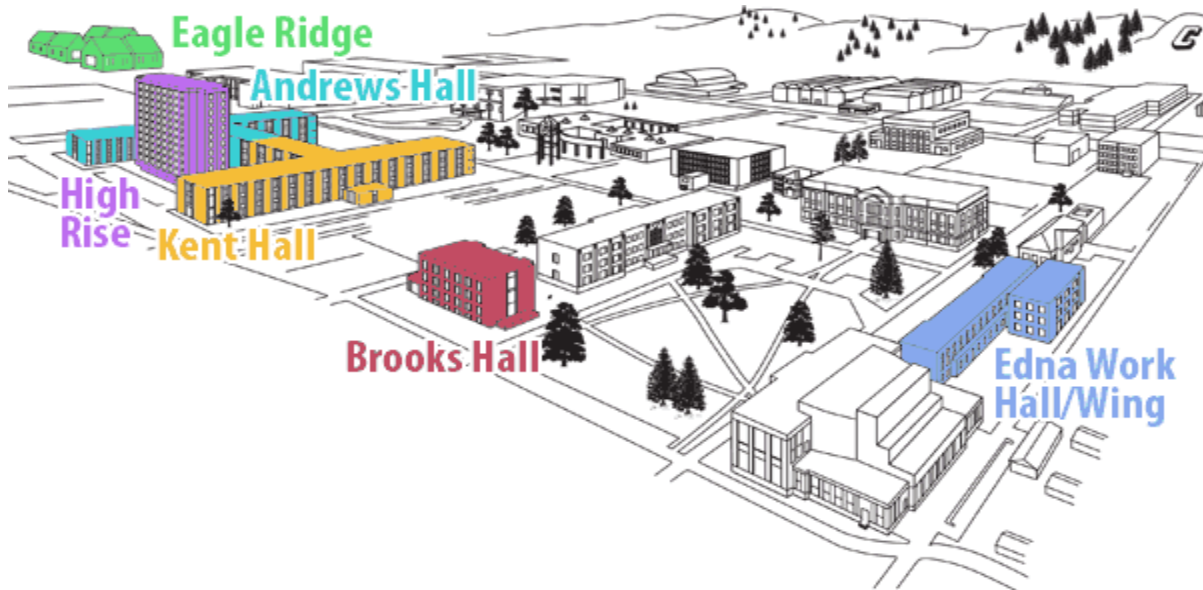 Eagle Ridge
Andrews Hall
High
Rise
Kent Hall
Brooks Hall
Edna Work
Hall/Wing
C